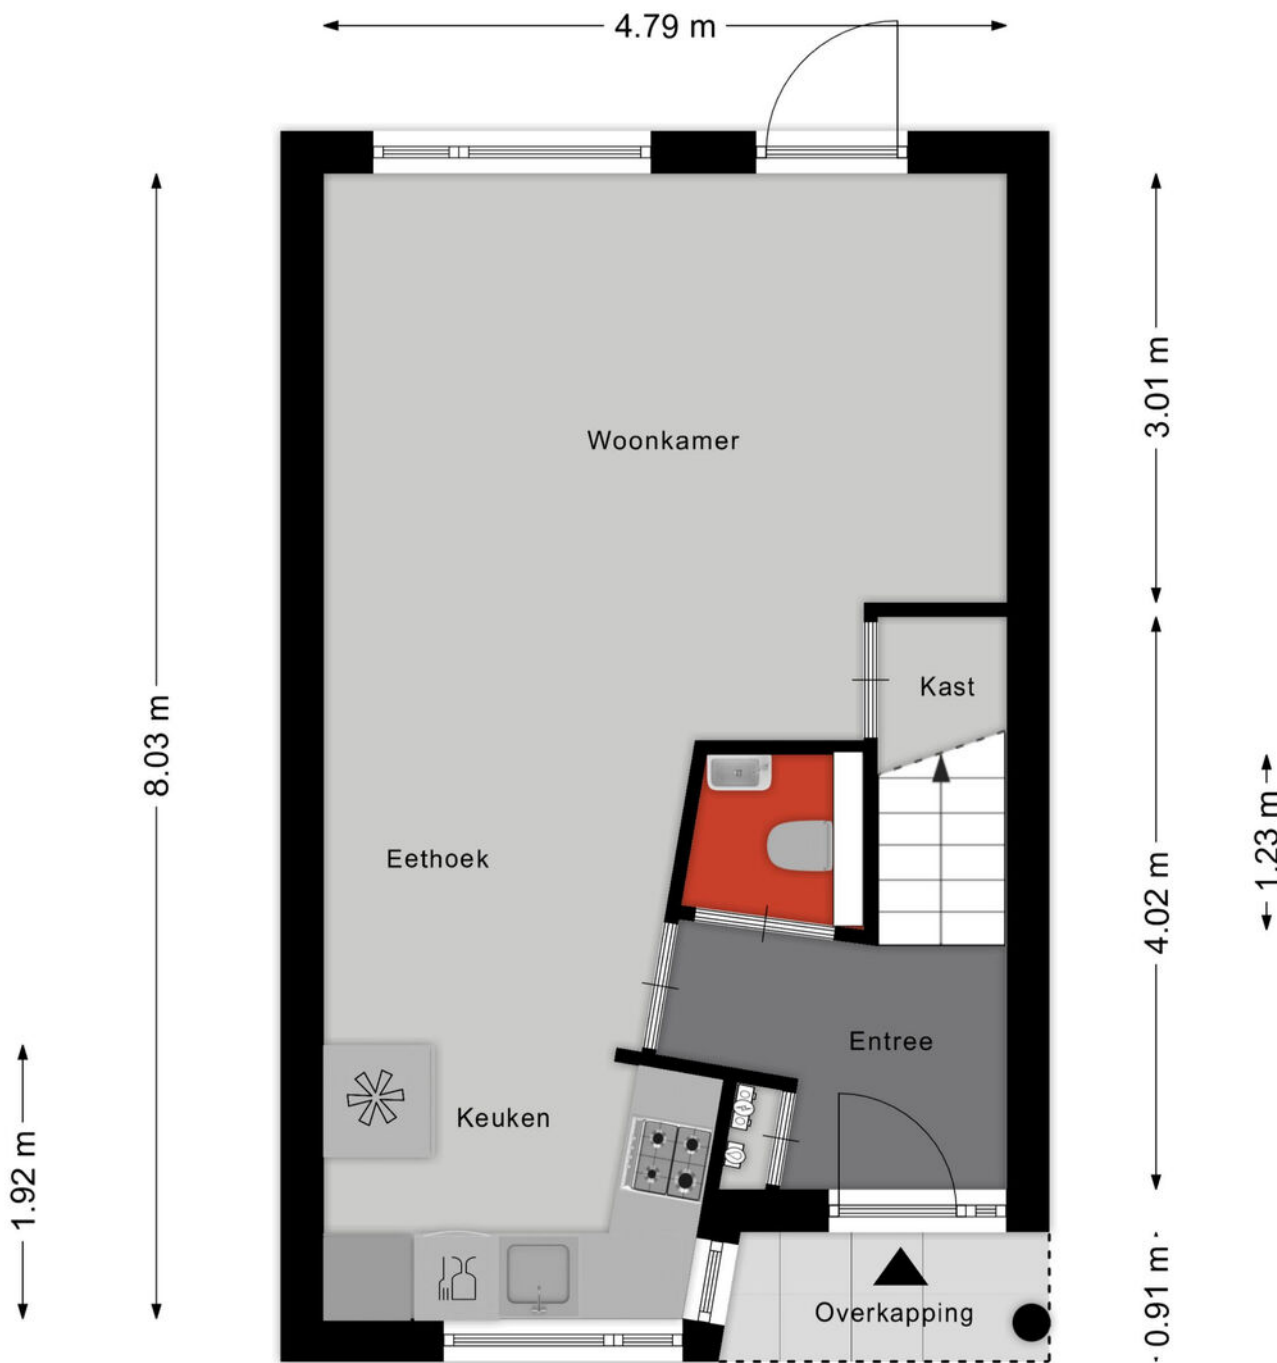 4.79 m
3.01 m
Woonkamer
Kast
8.03 m
1.23 m
Eethoek
4.02 m
Entree
Keuken
1.92 m
0.91 m
Overkapping